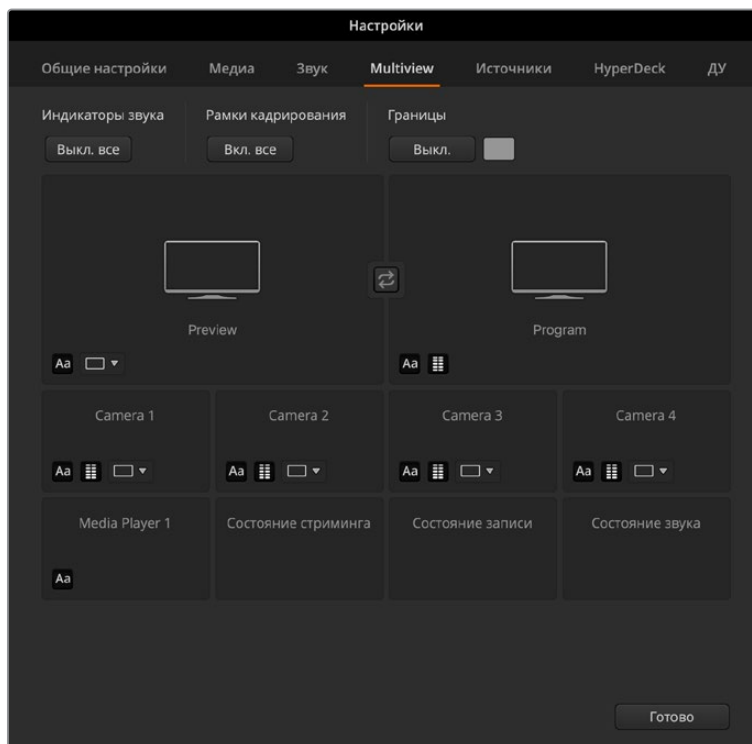 Настройки
Общие настройки Медиа Звук Multiview Источники HyperDeck ДУ
Индикаторы звука Рамки кадрирования Границы
Выкл. все Вкл. все Выкл.
Preview Program
Aa Aa
Camera 1 Camera 2 Camera 3 Camera 4
Aa Aa Aa Aa
Media Player 1 Состояние стриминга Состояние записи Состояние звука
Aa
Готово